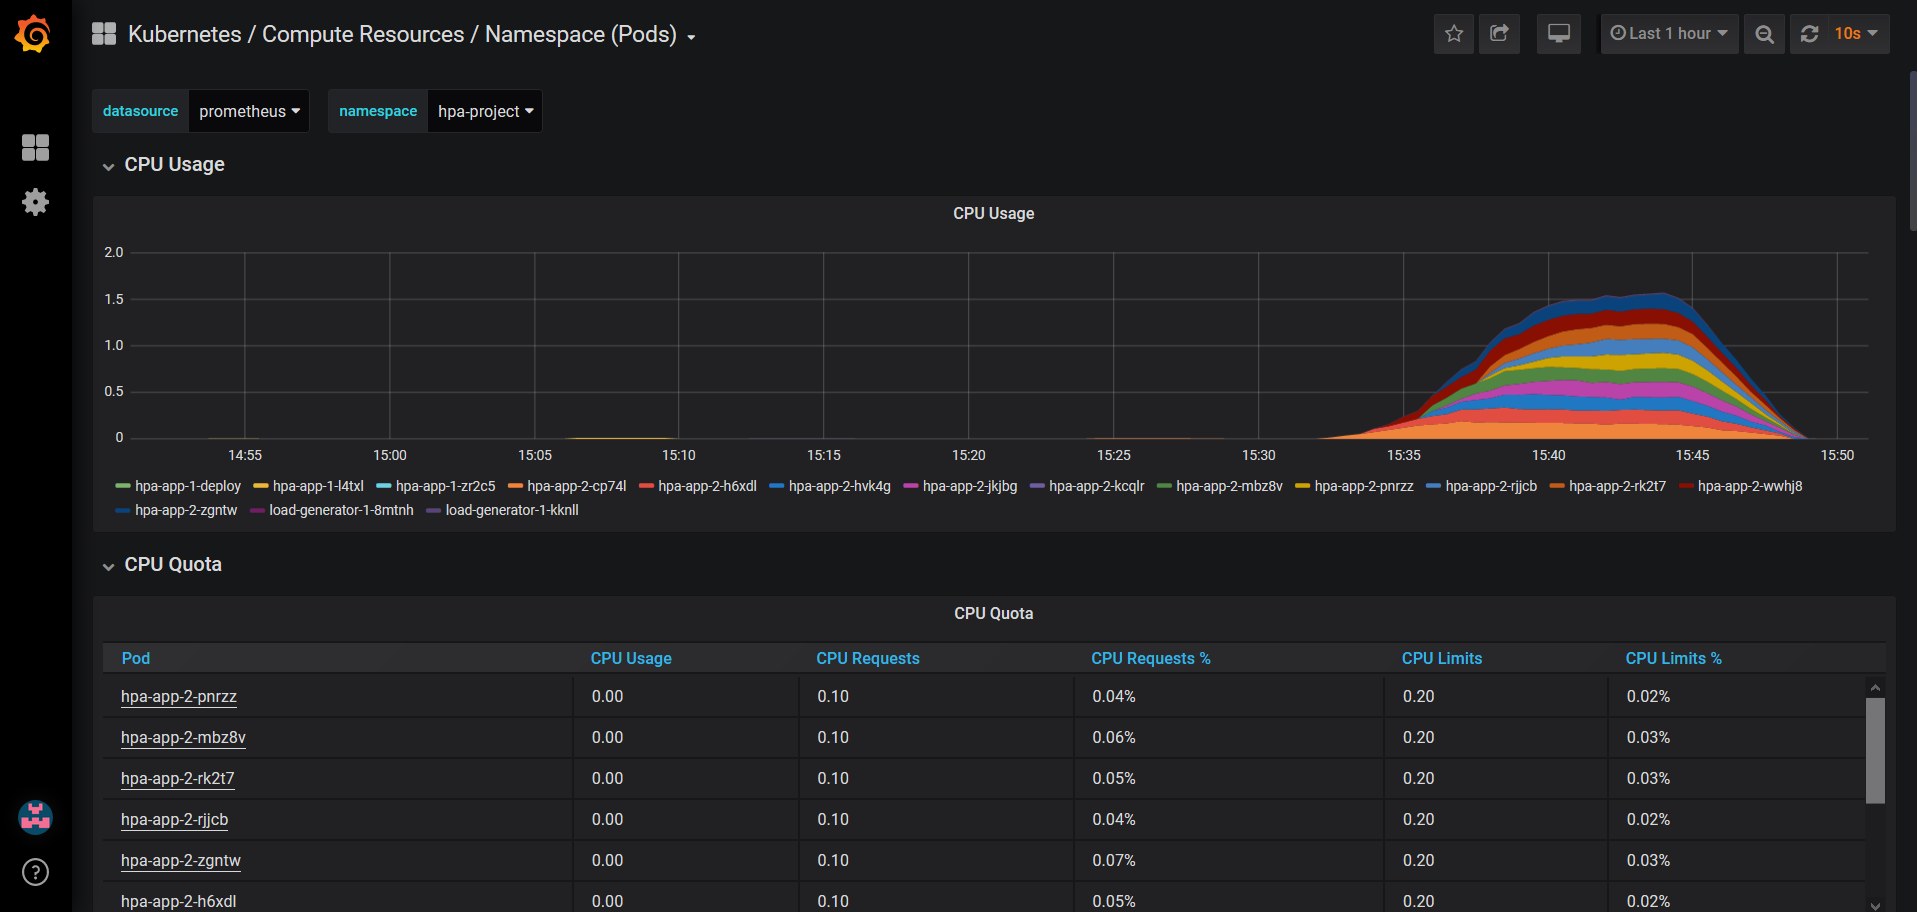 Kubernetes / Compute Resources / Namespace (Pods)
Last 1 hour
10s
datasource prometheus namespace hpa-project
CPU Usage
CPU Usage
2.0
1.5
1.0
0.5
0
14:55 15:00 15:05 15:10 15:15 15:20 15:25 15:30 15:35 15:40 15:45 15:50
hpa-app-1-deploy hpa-app-1-l4txl hpa-app-1-zr2c5 hpa-app-2-cp74l hpa-app-2-h6xdl hpa-app-2-hvk4g hpa-app-2-jkjbg hpa-app-2-kcqlr hpa-app-2-mbz8v hpa-app-2-pnrzz hpa-app-2-rjjcb hpa-app-2-rk2t7 hpa-app-2-wwhj8
hpa-app-2-zgntw load-generator-1-8mtnh load-generator-1-kknll
CPU Quota
CPU Quota
Pod CPU Usage CPU Requests CPU Requests % CPU Limits CPU Limits %
hpa-app-2-pnrzz 0.00 0.10 0.04% 0.20 0.02%
hpa-app-2-mbz8v 0.00 0.10 0.06% 0.20 0.03%
hpa-app-2-rk2t7 0.00 0.10 0.05% 0.20 0.03%
hpa-app-2-rjjcb 0.00 0.10 0.04% 0.20 0.02%
hpa-app-2-zgntw 0.00 0.10 0.07% 0.20 0.03%
hpa-app-2-h6xdl 0.00 0.10 0.05% 0.20 0.02%